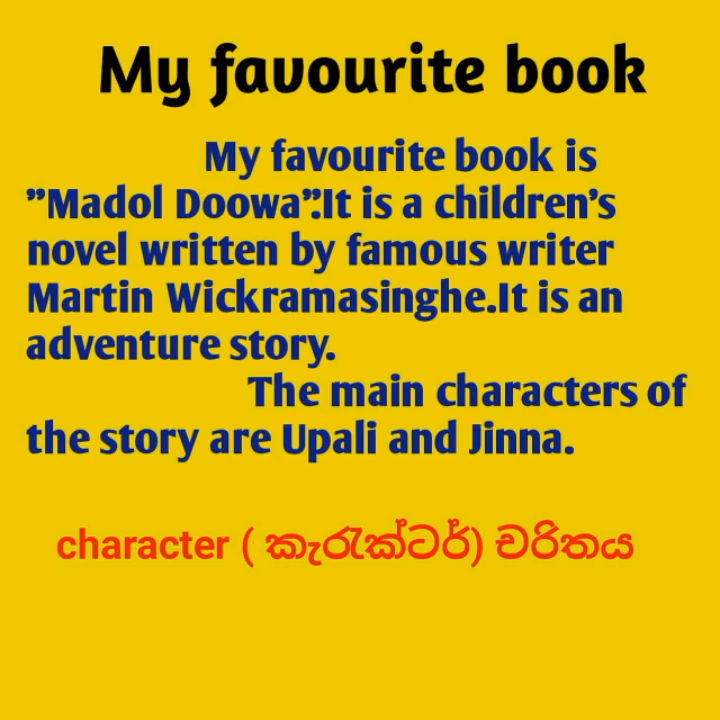 My favourite book
My favourite book is
”Madol Doowa”.It is a children’s
novel written by famous writer
Martin Wickramasinghe.It is an
adventure story.
The main characters of
the story are Upali and Jinna.
character ( කැරැක්ටර්) චරිතය